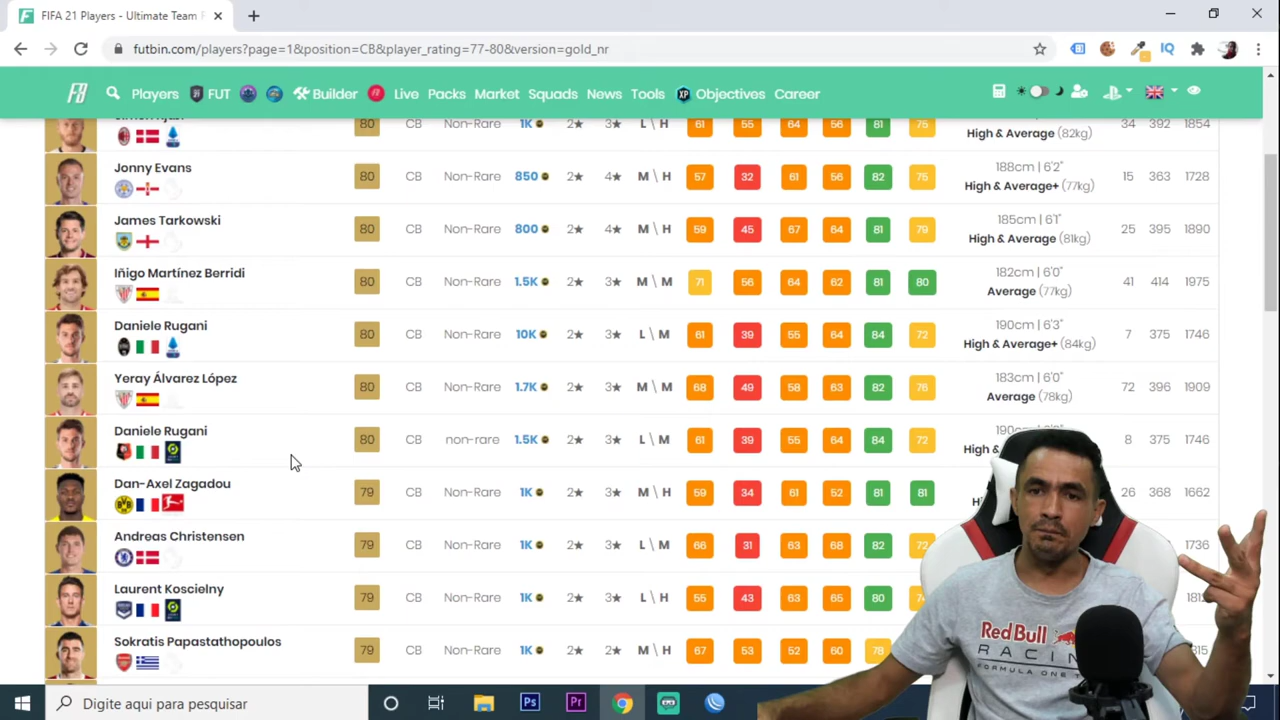 FIFA 21 Players - Ultimate Team F
futbin.com/players?page=1&position=CB&player_rating=77-80&version=gold_nr
IQ
F8 Players FUT Builder Live Packs Market Squads News Tools XP Objectives Career
80 CB Non-Rare 1K 2★ 3★ L \ H 61 55 64 56 81 75 High & Average (82kg) 34 392 1854
Jonny Evans 80 CB Non-Rare 850 2★ 4★ M \ H 57 32 61 56 82 75 188cm | 6'2" 15 363 1728
High & Average+ (77kg)
James Tarkowski 80 CB Non-Rare 800 2★ 4★ M \ H 59 45 67 64 81 79 185cm | 6'1" 25 395 1890
High & Average (81kg)
Iñigo Martínez Berridi 80 CB Non-Rare 1.5K 2★ 3★ M \ M 71 56 64 62 81 80 182cm | 6'0" 41 414 1975
Average (77kg)
Daniele Rugani 80 CB Non-Rare 10K 2★ 3★ L \ M 61 39 55 64 84 72 190cm | 6'3" 7 375 1746
High & Average+ (84kg)
Yeray Álvarez López 80 CB Non-Rare 1.7K 2★ 3★ M \ M 68 49 58 63 82 76 183cm | 6'0" 72 396 1909
Average (78kg)
Daniele Rugani 80 CB non-rare 1.5K 2★ 3★ L \ M 61 39 55 64 84 72 190cm 8 375 1746
High &
Dan-Axel Zagadou 79 CB Non-Rare 1K 2★ 3★ M \ H 59 34 61 52 81 81 26 368 1662
Andreas Christensen 79 CB Non-Rare 1K 2★ 3★ L \ M 66 31 63 68 82 72 1736
Laurent Koscielny 79 CB Non-Rare 1K 2★ 3★ L \ H 55 43 63 65 80
Sokratis Papastathopoulos 79 CB Non-Rare 1K 2★ 2★ M \ H 67 53 52 60 78
Red Bull
RACING
FORMULA ONE
Digite aqui para pesquisar
Ps
Pr